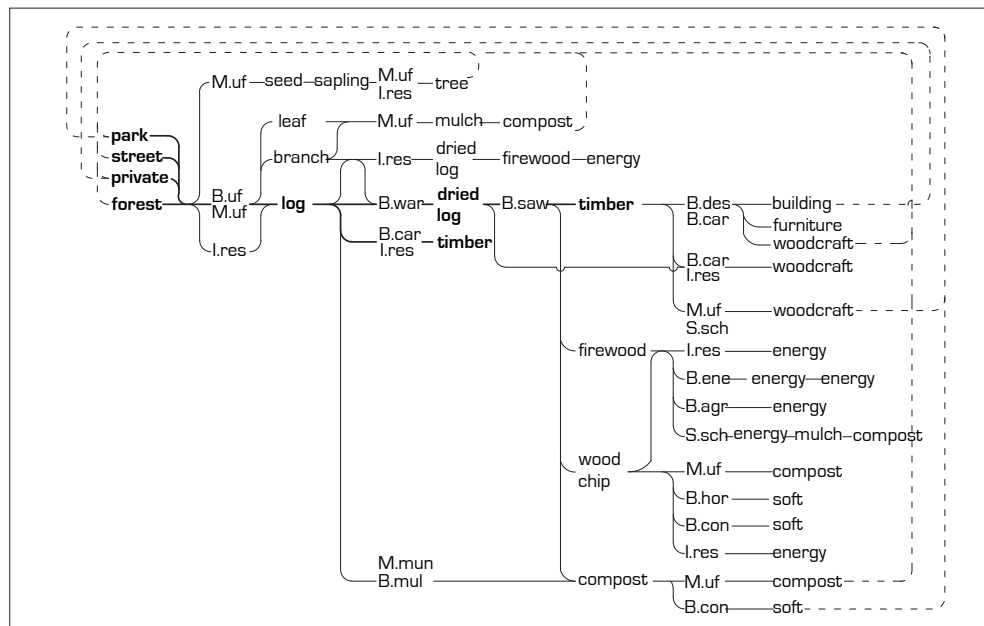 M.uf seed sapling M.uf tree
I.res
leaf M.uf mulch compost
park
branch I.res dried firewood energy
log
street
private
B.uf
M.uf
forest log B.war dried B.saw timber B.des building
log B.car furniture
woodcraft
I.res B.car timber
I.res
B.car woodcraft
I.res
M.uf woodcraft
S.sch
firewood I.res energy
B.ene energy energy
B.agr energy
S.sch energy mulch compost
wood M.uf compost
chip
B.hor soft
B.con soft
I.res energy
M.mun
B.mul compost M.uf compost
B.con soft